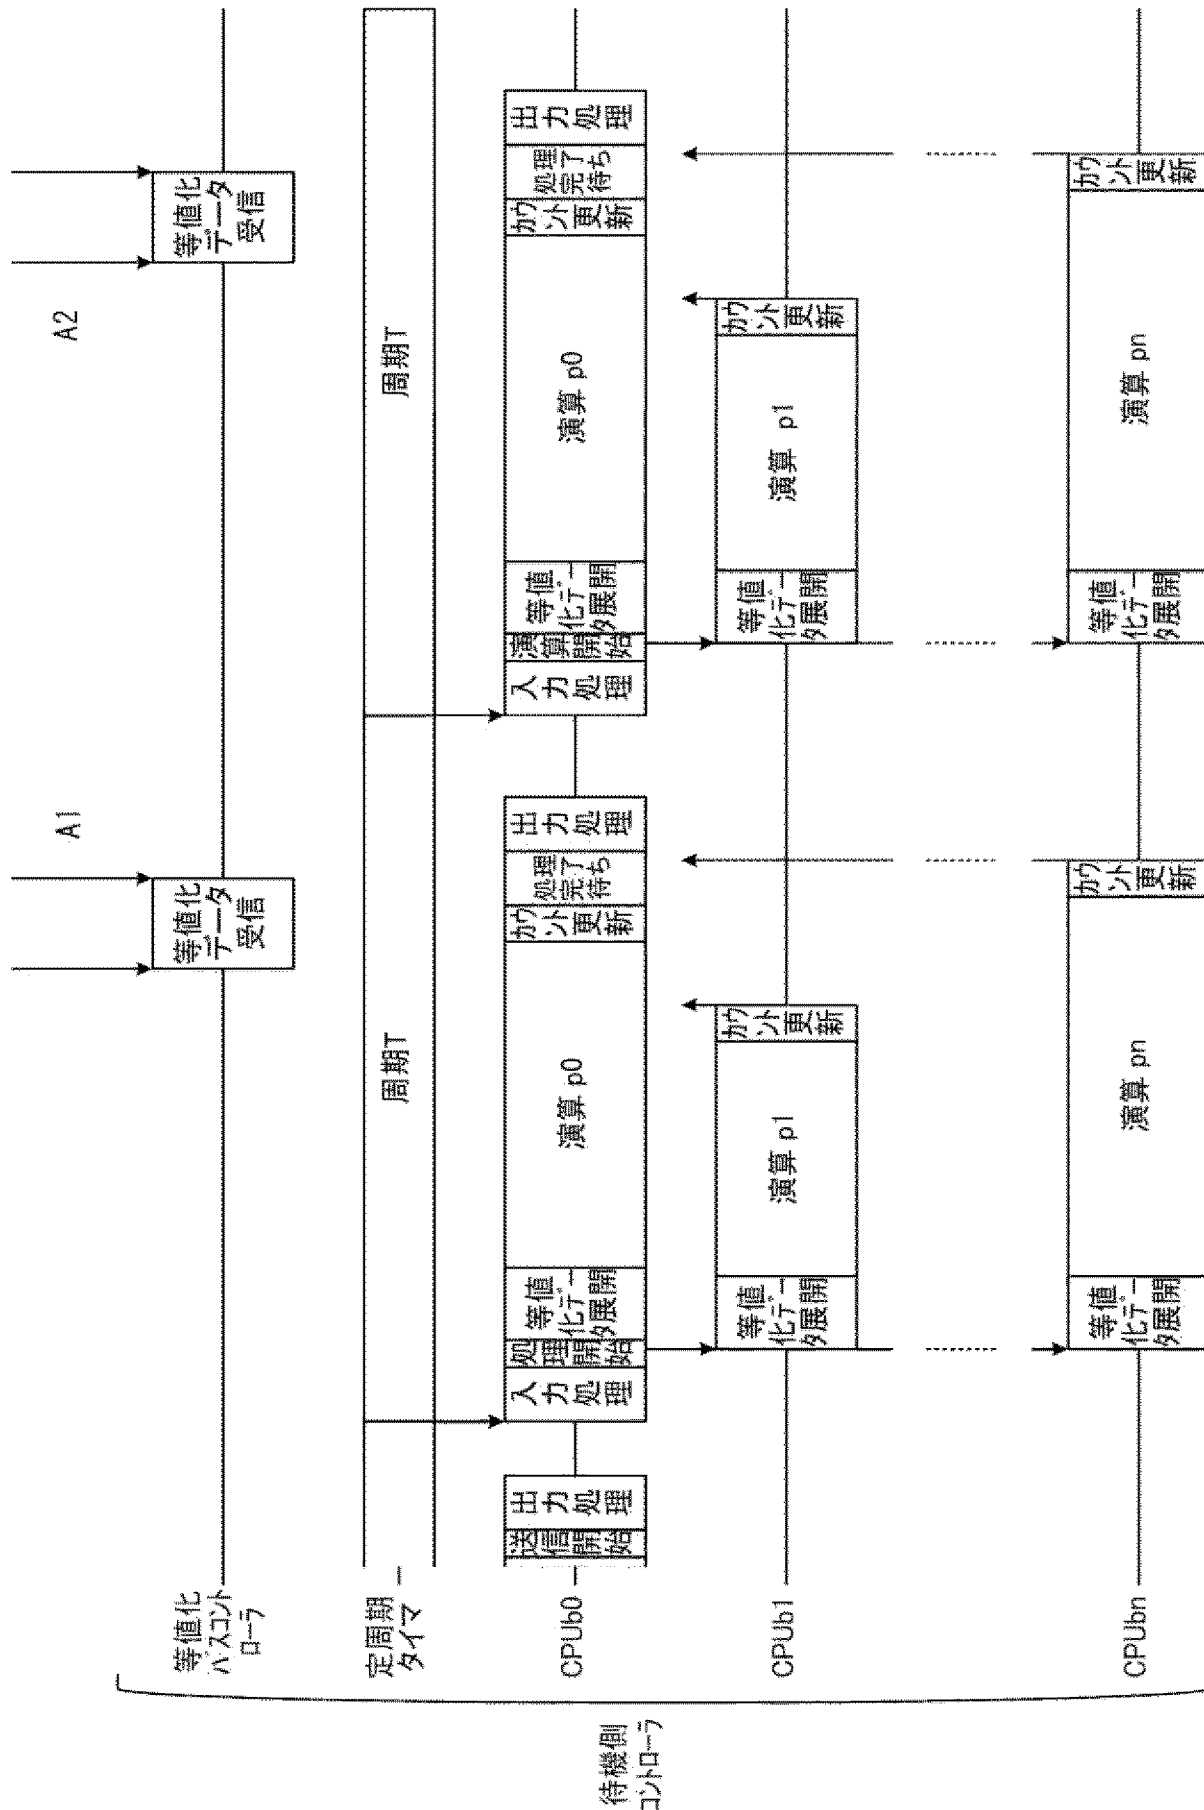 待機側
コントローラ
等値化
バスコント
ローラ
A1
A2
等値化
データ
受信
等値化
データ
受信
定周期
タイマ
周期T
周期T
CPUb0
送信開始
出力処理
入力処理
処理開始
等値
化デー
タ展開
演算 p0
カウ
ント
更新
処理
完了
待ち
出力処理
入力処理
演算開始
等値
化デー
タ展開
演算 p0
カウ
ント
更新
処理
完了
待ち
出力処理
CPUb1
等値
化デー
タ展開
演算 p1
カウ
ント
更新
等値
化デー
タ展開
演算 p1
カウ
ント
更新
CPUbn
等値
化デー
タ展開
演算 pn
カウ
ント
更新
等値
化デー
タ展開
演算 pn
カウ
ント
更新